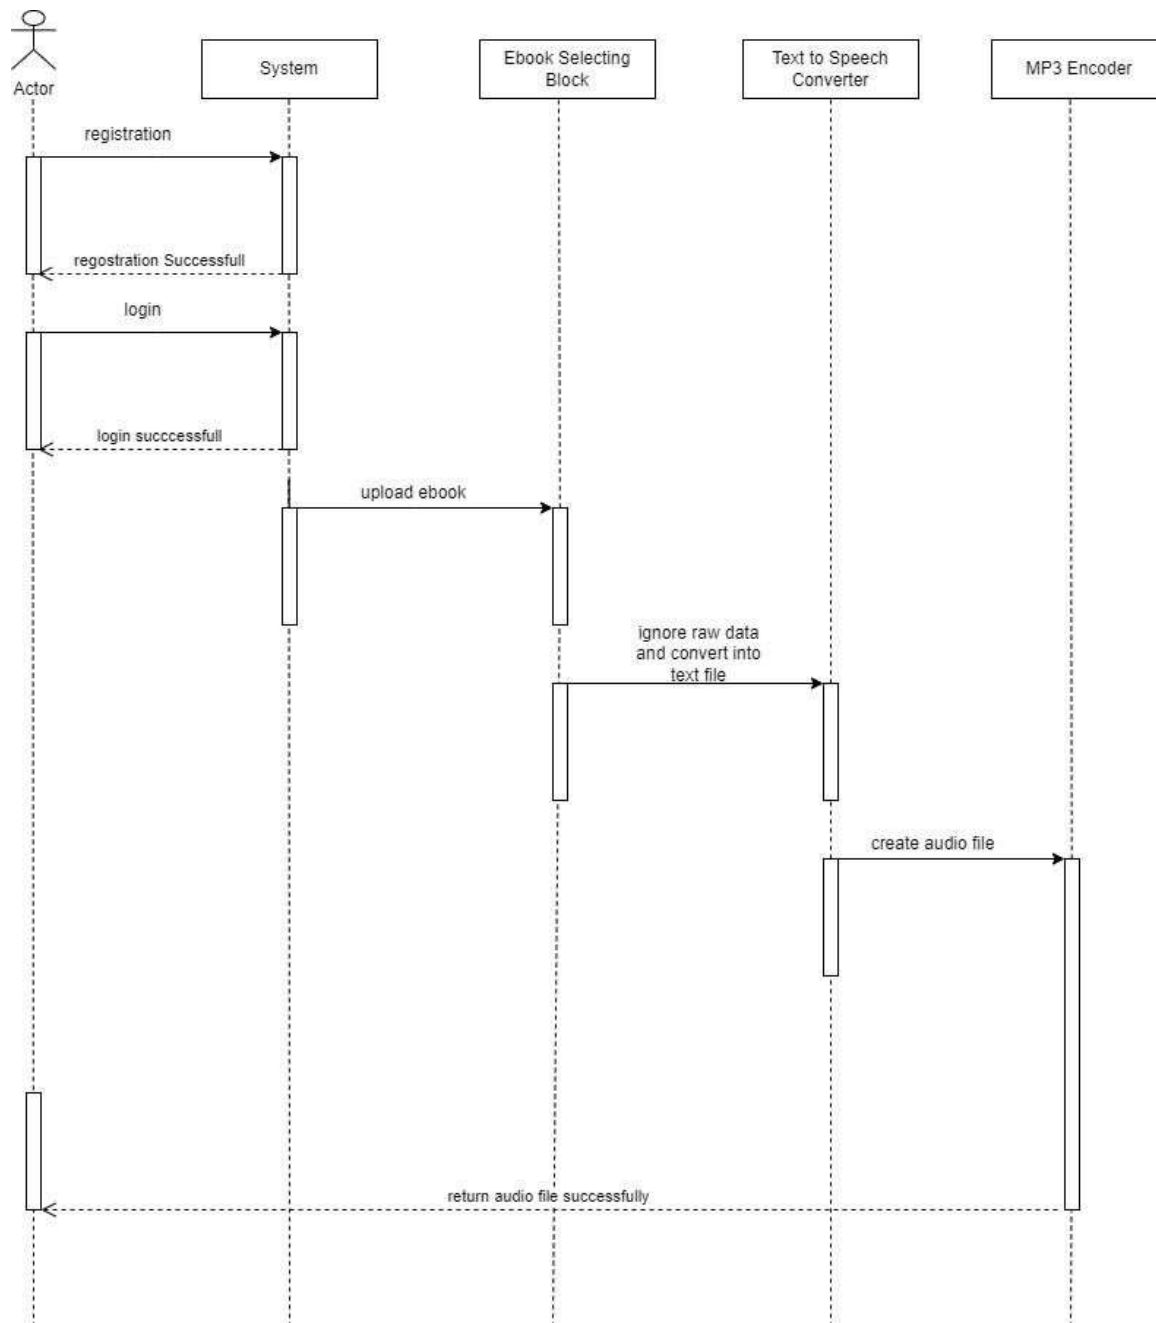 Actor
System
Ebook Selecting
Block
Text to Speech
Converter
MP3 Encoder
registration
regostration Successfull
login
login succcessfull
upload ebook
ignore raw data
and convert into
text file
create audio file
return audio file successfully